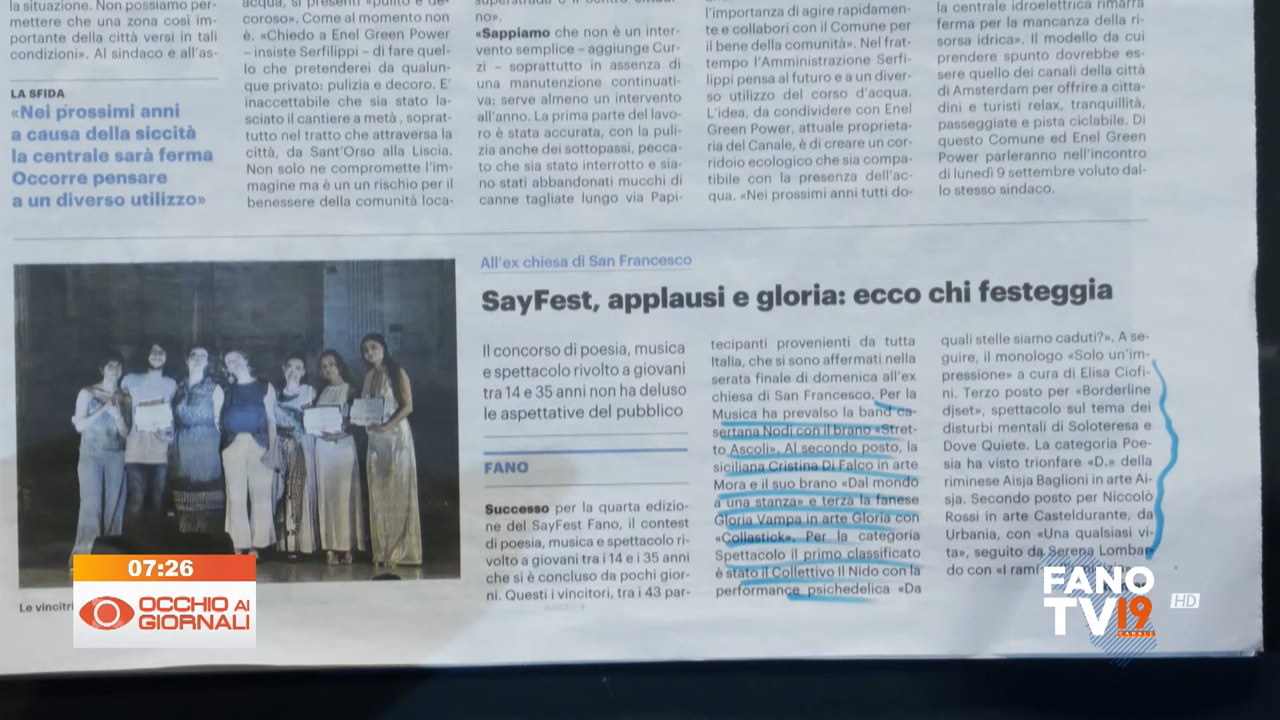 la situazione. Non possiamo per-
mettere che una zona così im-
portante della città versi in tali
condizioni». Al sindaco e all'as-
LA SFIDA
«Nei prossimi anni
a causa della siccità
la centrale sarà ferma
Occorre pensare
a un diverso utilizzo»
acqua, si presenti «pulito e de-
coroso». Come al momento non
è. «Chiedo a Enel Green Power
– insiste Serfilippi – di fare quel-
lo che pretenderei da qualun-
que privato: pulizia e decoro. E'
inaccettabile che sia stato la-
sciato il cantiere a metà , soprat-
tutto nel tratto che attraversa la
città, da Sant'Orso alla Liscia.
Non solo ne compromette l'im-
magine ma è un un rischio per il
benessere della comunità loca-
no».
«Sappiamo che non è un inter-
vento semplice – aggiunge Cur-
zi – soprattutto in assenza di
una manutenzione continuati-
va: serve almeno un intervento
all'anno. La prima parte del lavo-
ro è stata accurata, con la puli-
zia anche dei sottopassi, pecca-
to che sia stato interrotto e sia-
no stati abbandonati mucchi di
canne tagliate lungo via Papi-
l'importanza di agire rapidamen-
te e collabori con il Comune per
il bene della comunità». Nel frat-
tempo l'Amministrazione Serfi-
lippi pensa al futuro e a un diver-
so utilizzo del corso d'acqua.
L'idea, da condividere con Enel
Green Power, attuale proprieta-
ria del Canale, è di creare un cor-
ridoio ecologico che sia compa-
tibile con la presenza dell'ac-
qua. «Nei prossimi anni tutti do-
la centrale idroelettrica rimarrà
ferma per la mancanza della ri-
sorsa idrica». Il modello da cui
prendere spunto dovrebbe es-
sere quello dei canali della città
di Amsterdam per offrire a citta-
dini e turisti relax, tranquillità,
passeggiate e pista ciclabile. Di
questo Comune ed Enel Green
Power parleranno nell'incontro
di lunedì 9 settembre voluto dal-
lo stesso sindaco.
All'ex chiesa di San Francesco
SayFest, applausi e gloria: ecco chi festeggia
Il concorso di poesia, musica
e spettacolo rivolto a giovani
tra 14 e 35 anni non ha deluso
le aspettative del pubblico
FANO
Successo per la quarta edizio-
ne del SayFest Fano, il contest
di poesia, musica e spettacolo ri-
volto a giovani tra i 14 e i 35 anni
che si è concluso da pochi gior-
ni. Questi i vincitori, tra i 43 par-
tecipanti provenienti da tutta
Italia, che si sono affermati nella
serata finale di domenica all'ex
chiesa di San Francesco. Per la
Musica ha prevalso la band ca-
sertana Nodi con il brano «Stret-
to Ascoli». Al secondo posto, la
siciliana Cristina Di Falco in arte
Mora e il suo brano «Dal mondo
a una stanza» e terza la fanese
Gloria Vampa in arte Gloria con
«Collastick». Per la categoria
Spettacolo il primo classificato
è stato il Collettivo Il Nido con la
performance psichedelica «Da
quali stelle siamo caduti?». A se-
guire, il monologo «Solo un'im-
pressione» a cura di Elisa Ciofi-
ni. Terzo posto per «Borderline
djset», spettacolo sul tema dei
disturbi mentali di Soloteresa e
Dove Quiete. La categoria Poe-
sia ha visto trionfare «D.» della
riminese Aisja Baglioni in arte Ai-
sja. Secondo posto per Niccolò
Rossi in arte Casteldurante, da
Urbania, con «Una qualsiasi vi-
ta», seguito da Serena Lombar-
do con «I rami
Le vincitri
07:26
OCCHIO AI
GIORNALI
FANO
TV19
CANALE
HD